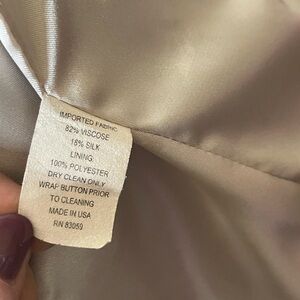 IMPORTED FABRIC
82% VISCOSE
18% SILK
LINING:
100% POLYESTER
DRY CLEAN ONLY
WRAP BUTTON PRIOR
TO CLEANING
MADE IN USA
RN 83050